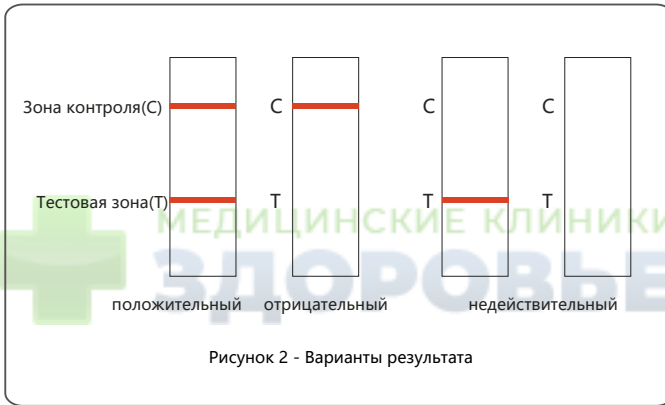 Зона контроля(С) С С С
Тестовая зона(Т) Т Т Т
МЕДИЦИНСКИЕ КЛИНИКИ
ЗДОРОВЬЕ
положительный отрицательный недействительный
Рисунок 2 - Варианты результата